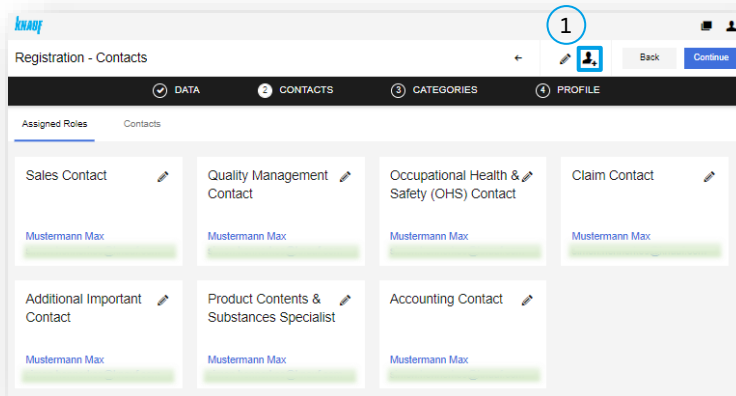 KNAUF
1
Registration - Contacts
Back
Continue
DATA
2 CONTACTS
3 CATEGORIES
4 PROFILE
Assigned Roles
Contacts
Sales Contact
Quality Management
Contact
Occupational Health &
Safety (OHS) Contact
Claim Contact
Mustermann Max
Mustermann Max
Mustermann Max
Mustermann Max
Additional Important
Contact
Product Contents &
Substances Specialist
Accounting Contact
Mustermann Max
Mustermann Max
Mustermann Max